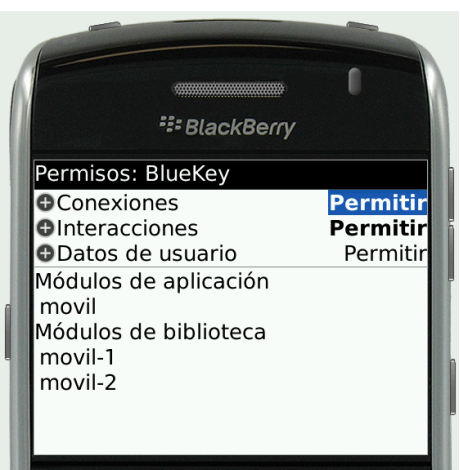 BlackBerry
Permisos: BlueKey
Conexiones Permitir
Interacciones Permitir
Datos de usuario Permitir
Módulos de aplicación
movil
Módulos de biblioteca
movil-1
movil-2